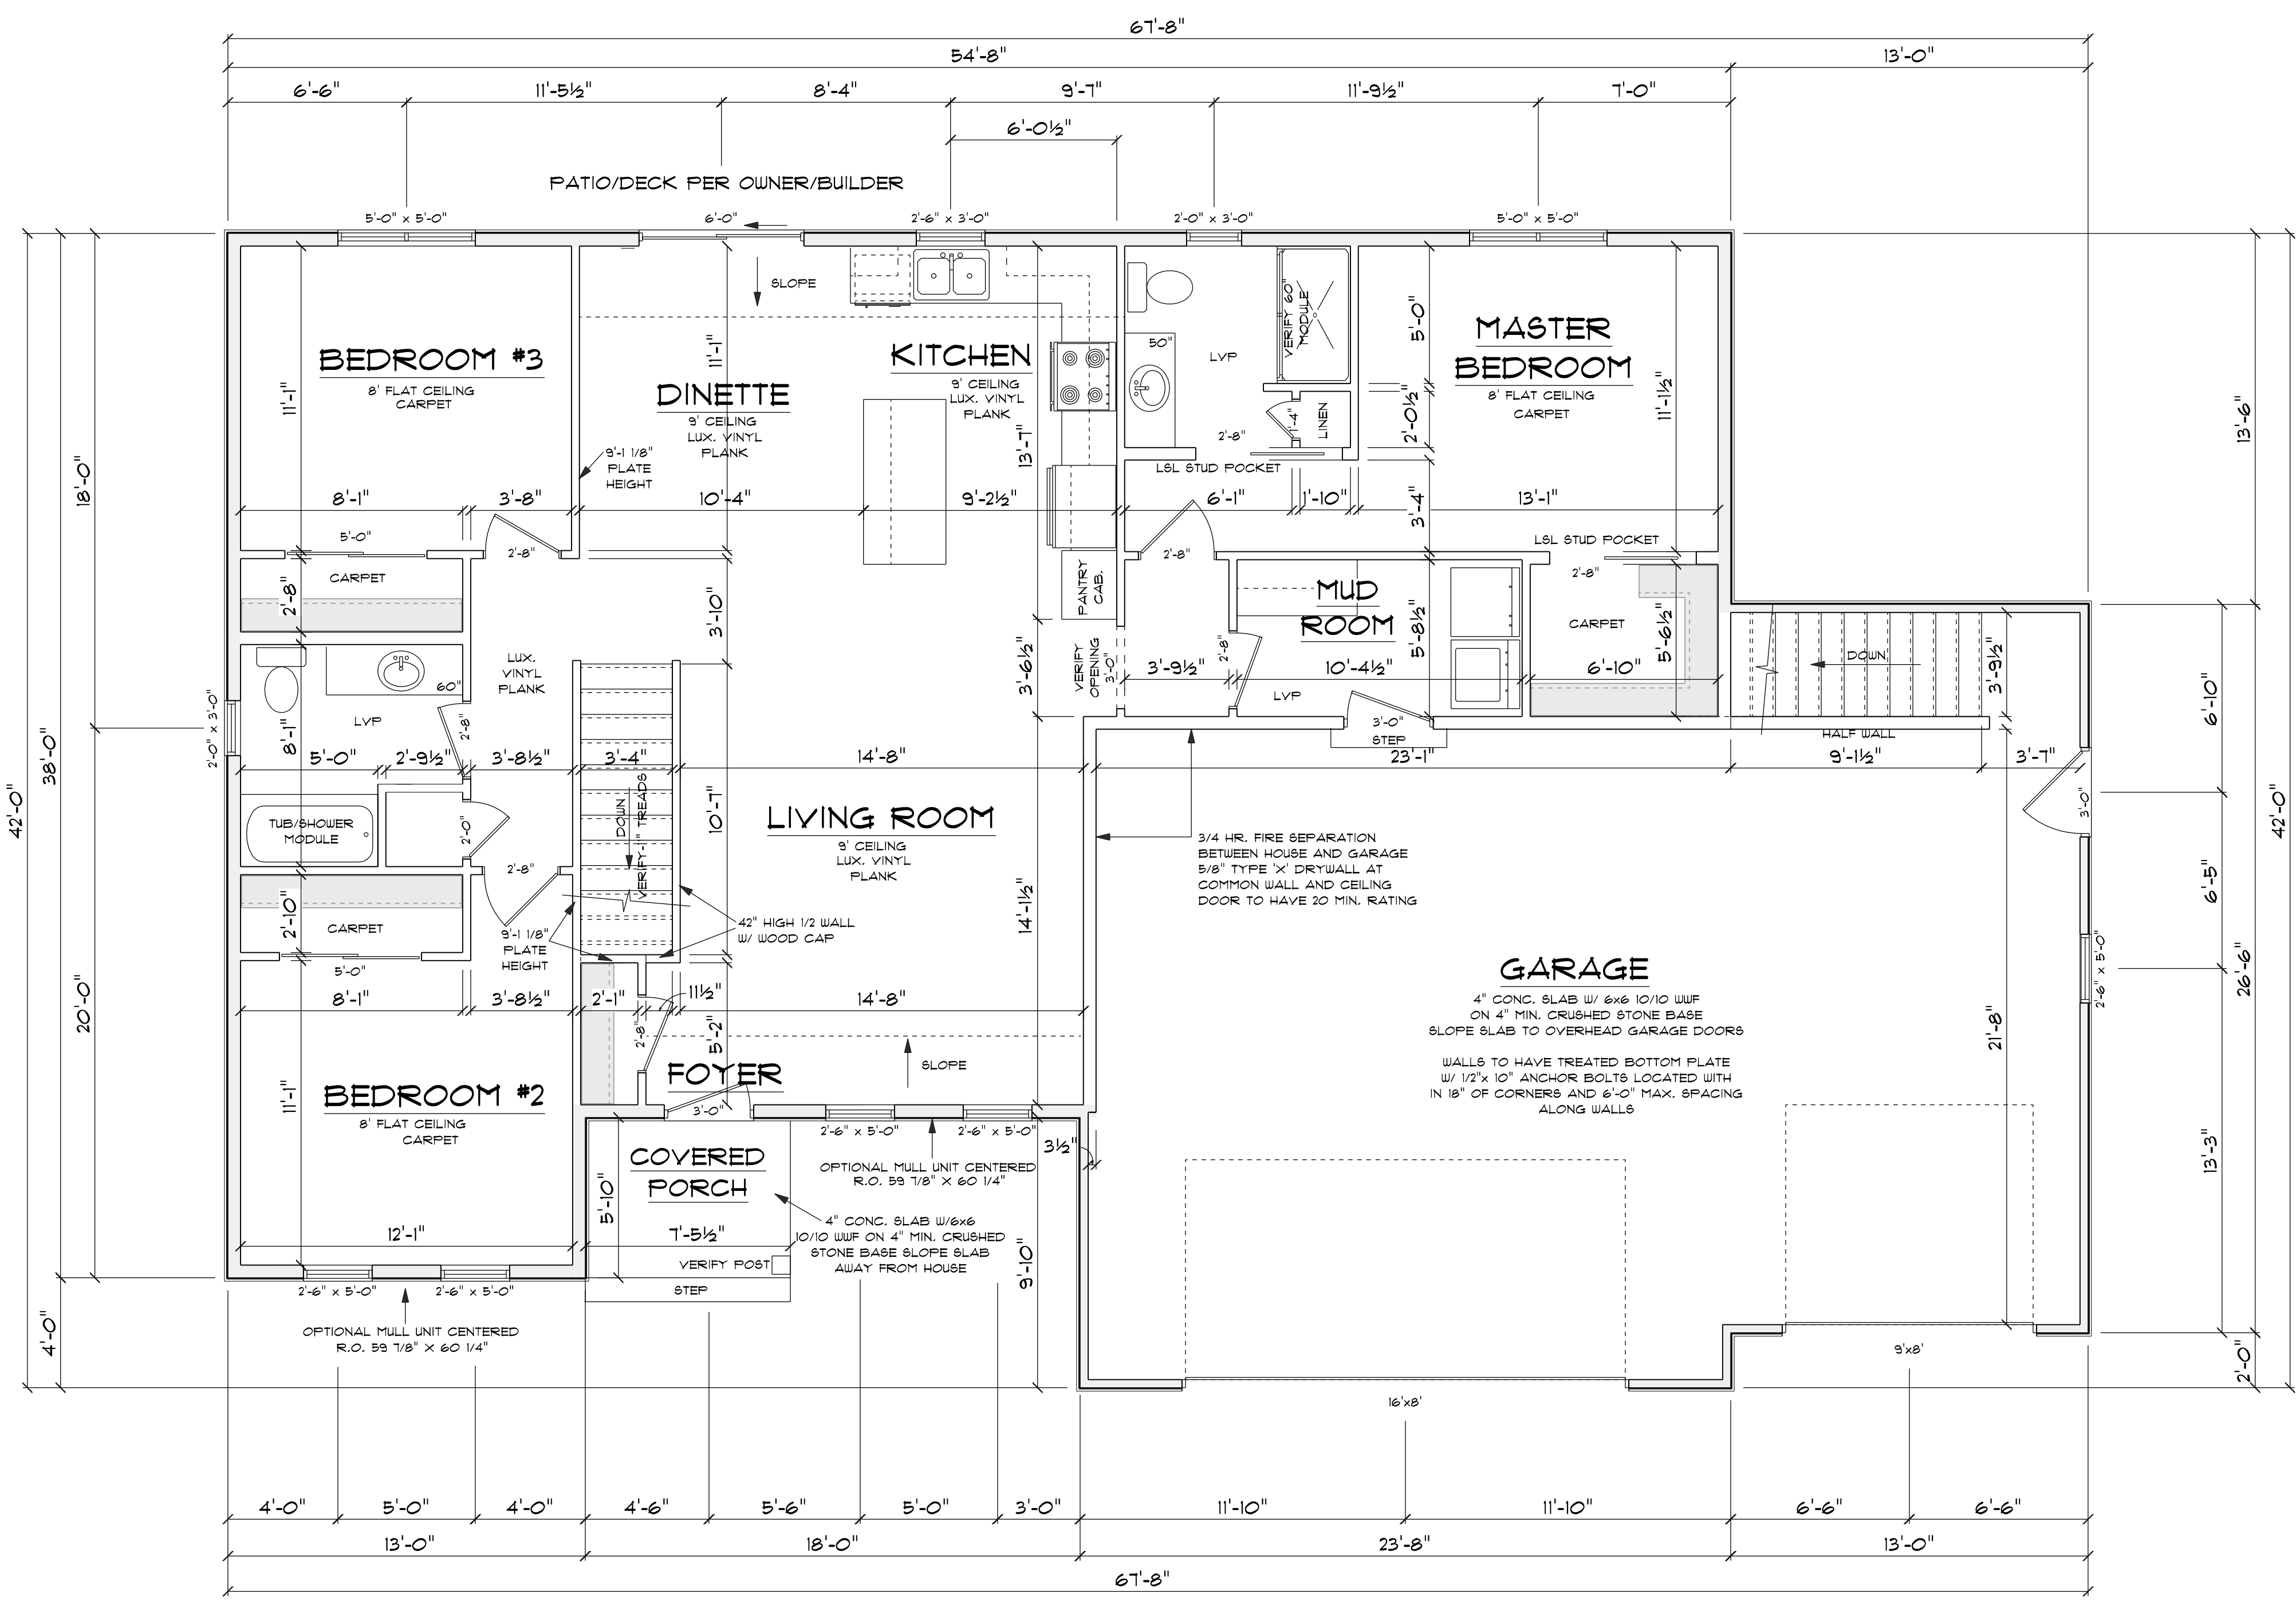 67'-8"
54'-8"
13'-0"
6'-6"
11'-5½"
8'-4"
9'-7"
11'-9½"
7'-0"
6'-0½"
PATIO/DECK PER OWNER/BUILDER
5'-0" x 5'-0"
6'-0"
2'-6" x 3'-0"
2'-0" x 3'-0"
5'-0" x 5'-0"
SLOPE
BEDROOM #3
8' FLAT CEILING
CARPET
11'-1"
DINETTE
9' CEILING
LUX. VINYL
PLANK
11'-1"
KITCHEN
9' CEILING
LUX. VINYL
PLANK
13'-7"
50"
LVP
VERIFY 60"
MODULE
5'-0"
MASTER
BEDROOM
8' FLAT CEILING
CARPET
11'-1½"
2'-0½"
1'-4"
LINEN
2'-8"
LSL STUD POCKET
9'-1 1/8"
PLATE
HEIGHT
8'-1"
3'-8"
10'-4"
9'-2½"
6'-1"
1'-10"
3'-4"
13'-1"
5'-0"
2'-8"
2'-8"
LSL STUD POCKET
2'-8"
CARPET
2'-8"
3'-10"
PANTRY
CAB.
MUD
ROOM
5'-8½"
CARPET
5'-6½"
DOWN
3'-9½"
LUX.
VINYL
PLANK
3'-6½"
VERIFY
OPENING
3'-0"
3'-9½"
2'-8"
10'-4½"
6'-10"
LVP
3'-0"
STEP
HALF WALL
60"
LVP
2'-8"
8'-1"
2'-0" x 3'-0"
5'-0"
2'-9½"
3'-8½"
3'-4"
14'-8"
23'-1"
9'-1½"
3'-7"
TUB/SHOWER
MODULE
2'-0"
DOWN
VERIFY 11" TREADS
10'-7"
LIVING ROOM
9' CEILING
LUX. VINYL
PLANK
3'-0"
3/4 HR. FIRE SEPARATION
BETWEEN HOUSE AND GARAGE
5/8" TYPE 'X' DRYWALL AT
COMMON WALL AND CEILING
DOOR TO HAVE 20 MIN. RATING
2'-8"
2'-10"
CARPET
9'-1 1/8"
PLATE
HEIGHT
42" HIGH 1/2 WALL
W/ WOOD CAP
14'-1½"
5'-0"
8'-1"
3'-8½"
2'-1"
11½"
14'-8"
2'-8"
5'-2"
GARAGE
4" CONC. SLAB W/ 6x6 10/10 WWF
ON 4" MIN. CRUSHED STONE BASE
SLOPE SLAB TO OVERHEAD GARAGE DOORS
WALLS TO HAVE TREATED BOTTOM PLATE
W/ 1/2"x 10" ANCHOR BOLTS LOCATED WITH
IN 18" OF CORNERS AND 6'-0" MAX. SPACING
ALONG WALLS
21'-8"
2'-6" x 5'-0"
BEDROOM #2
8' FLAT CEILING
CARPET
11'-1"
FOYER
SLOPE
3'-0"
2'-6" x 5'-0"
2'-6" x 5'-0"
3½"
COVERED
PORCH
OPTIONAL MULL UNIT CENTERED
R.O. 59 7/8" X 60 1/4"
5'-10"
12'-1"
7'-5½"
4" CONC. SLAB W/6x6
10/10 WWF ON 4" MIN. CRUSHED
STONE BASE SLOPE SLAB
AWAY FROM HOUSE
VERIFY POST
STEP
9'-10"
2'-6" x 5'-0"
2'-6" x 5'-0"
OPTIONAL MULL UNIT CENTERED
R.O. 59 7/8" X 60 1/4"
16'x8'
9'x8'
42'-0"
38'-0"
18'-0"
20'-0"
4'-0"
13'-6"
6'-10"
6'-5"
26'-6"
13'-3"
2'-0"
42'-0"
4'-0"
5'-0"
4'-0"
4'-6"
5'-6"
5'-0"
3'-0"
11'-10"
11'-10"
6'-6"
6'-6"
13'-0"
18'-0"
23'-8"
13'-0"
67'-8"